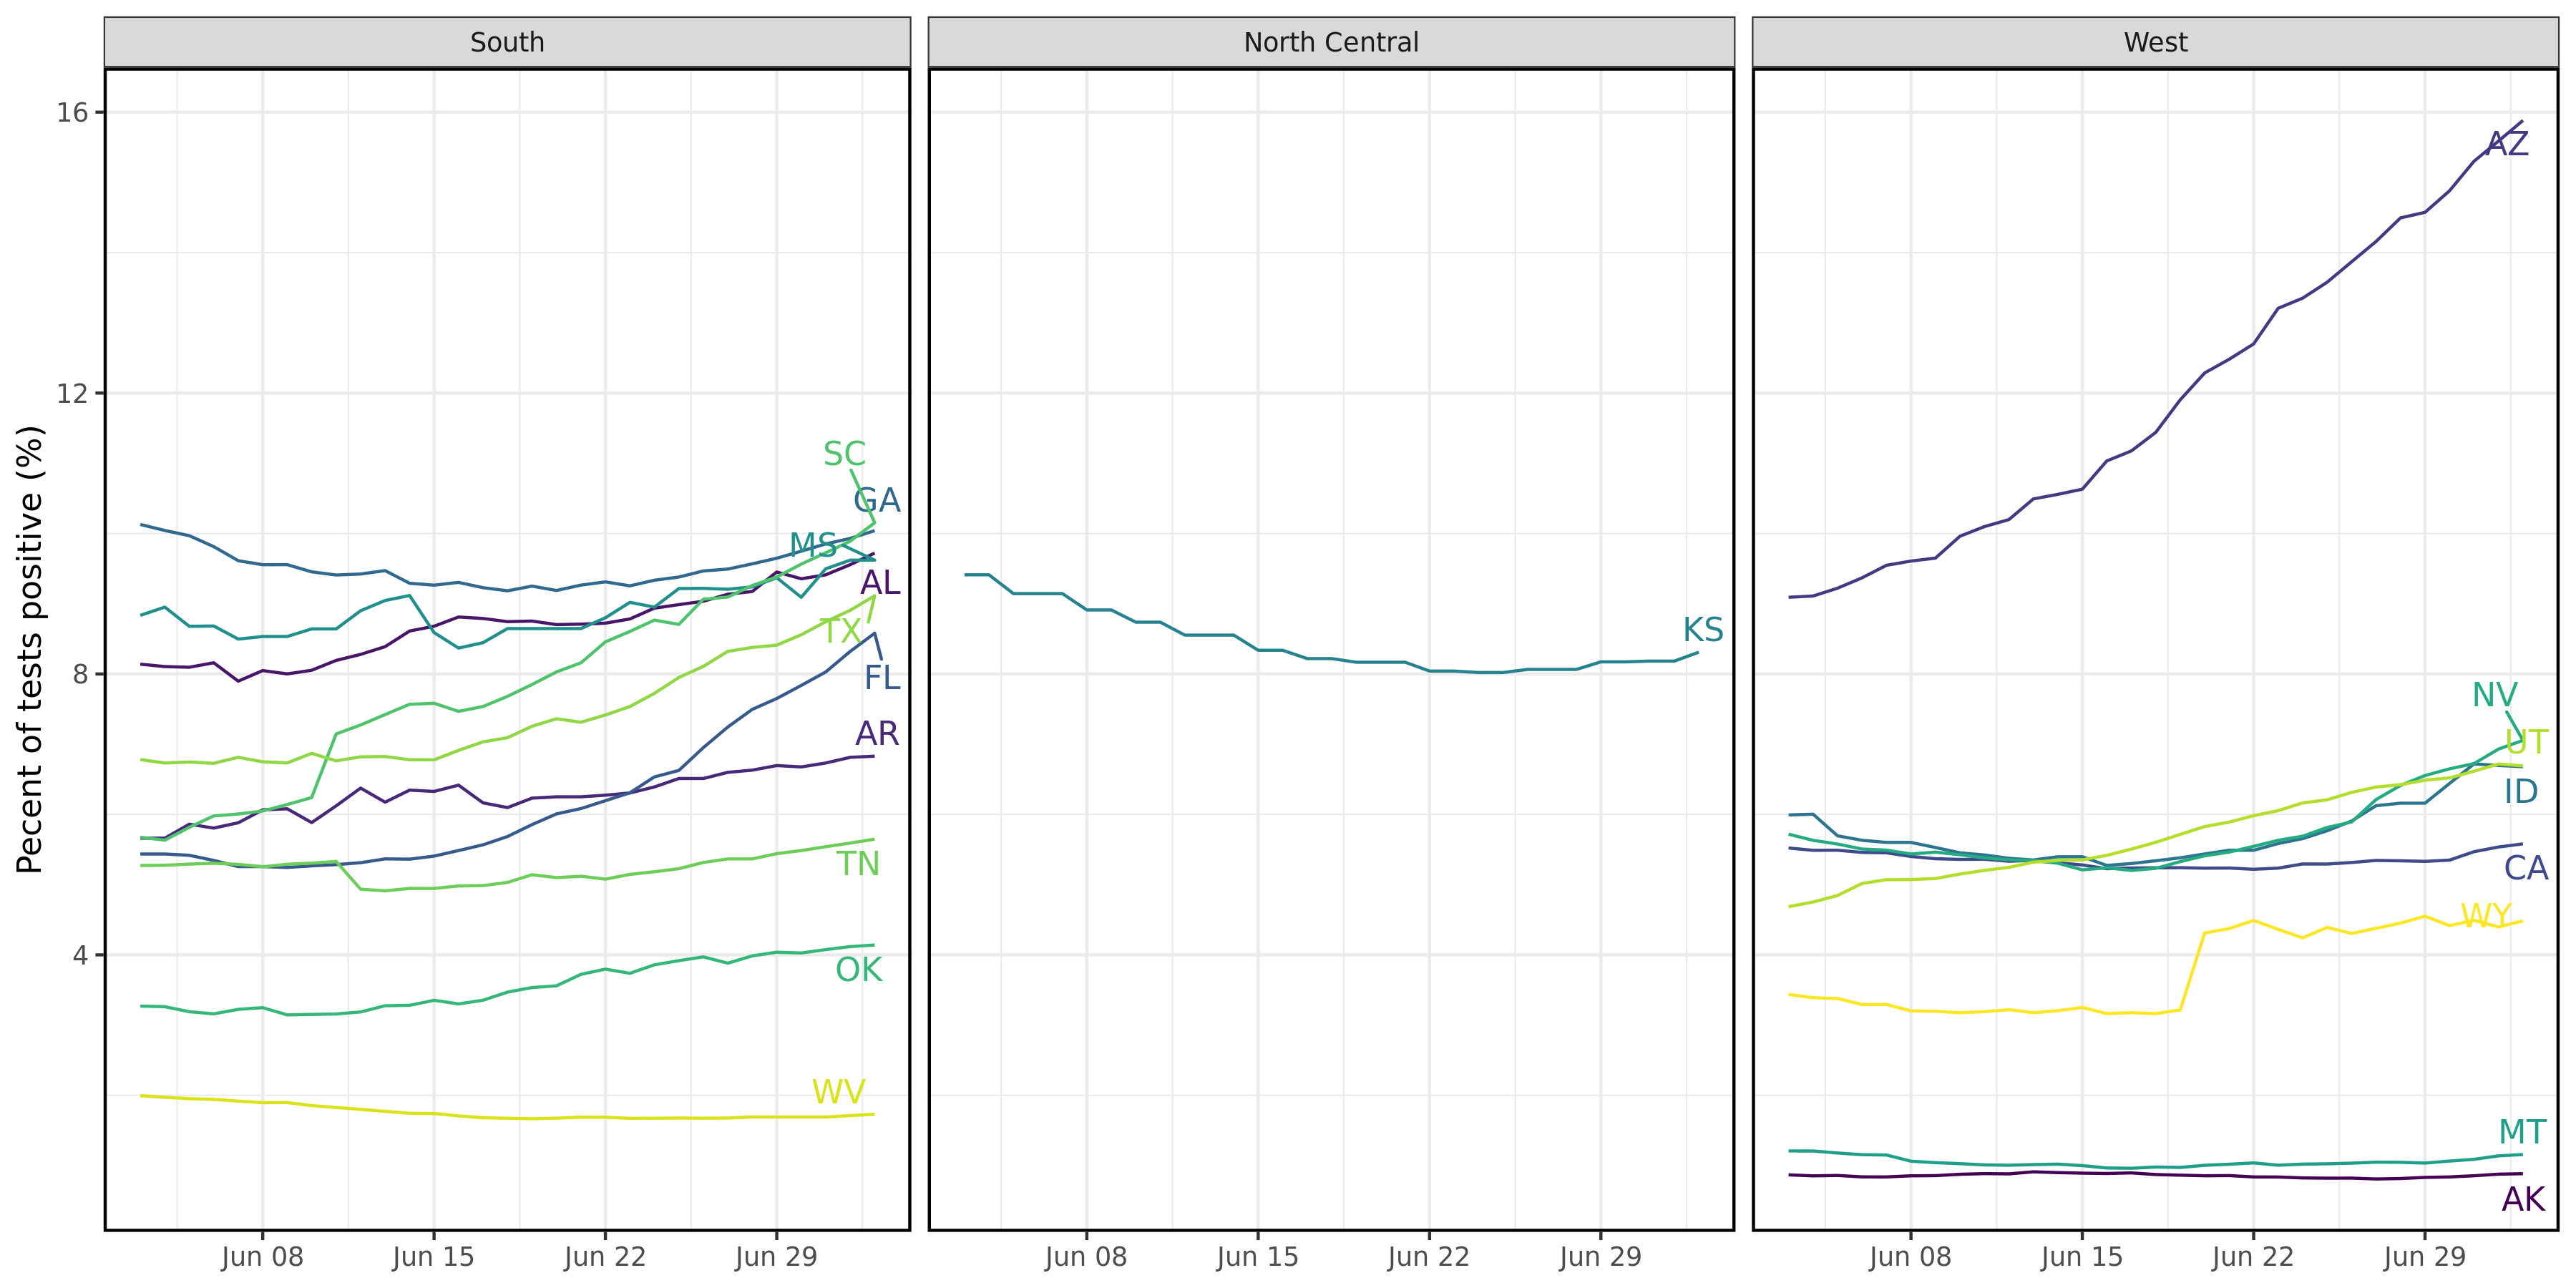 South
North Central
West
Pecent of tests positive (%)
16
12
8
4
SC
GA
MS
AL
TX
FL
AR
TN
OK
WV
KS
AZ
NV
UT
ID
CA
WY
MT
AK
Jun 08 Jun 15 Jun 22 Jun 29
Jun 08 Jun 15 Jun 22 Jun 29
Jun 08 Jun 15 Jun 22 Jun 29